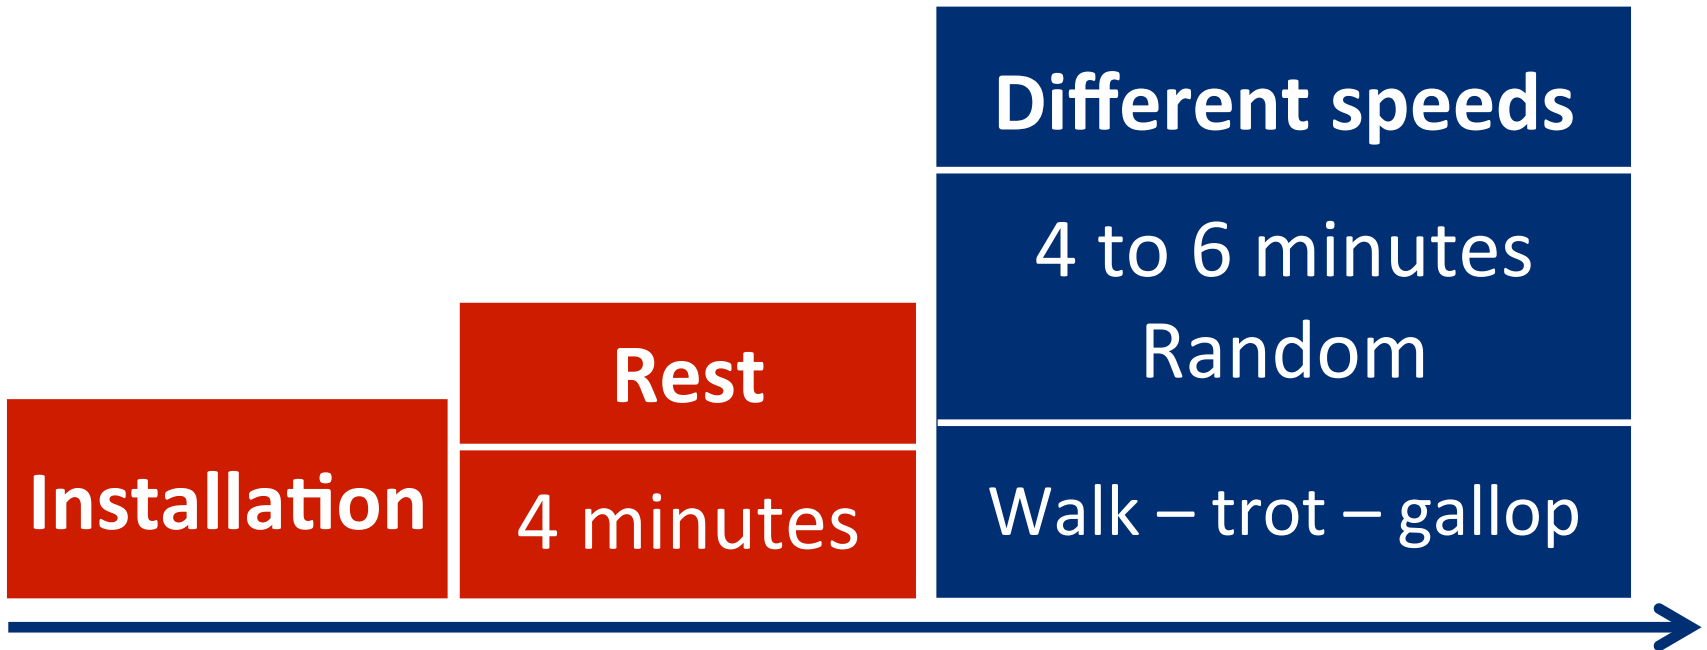 Installation
Rest
4 minutes
Different speeds
4 to 6 minutes
Random
Walk – trot – gallop